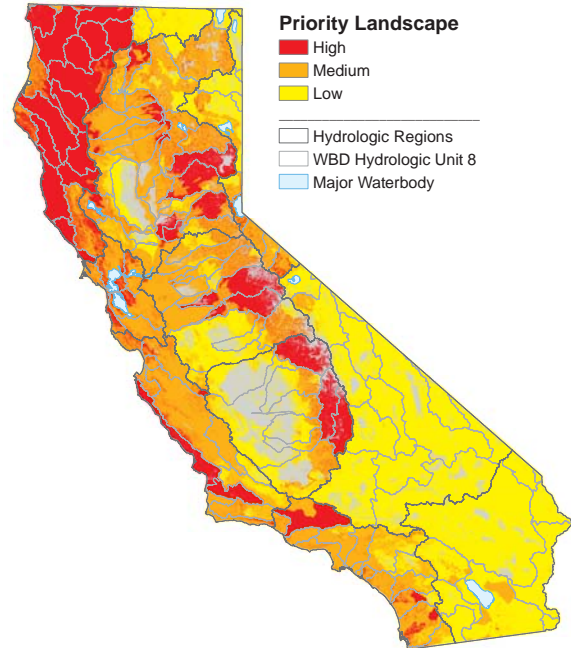 Priority Landscape
High
Medium
Low
Hydrologic Regions
WBD Hydrologic Unit 8
Major Waterbody